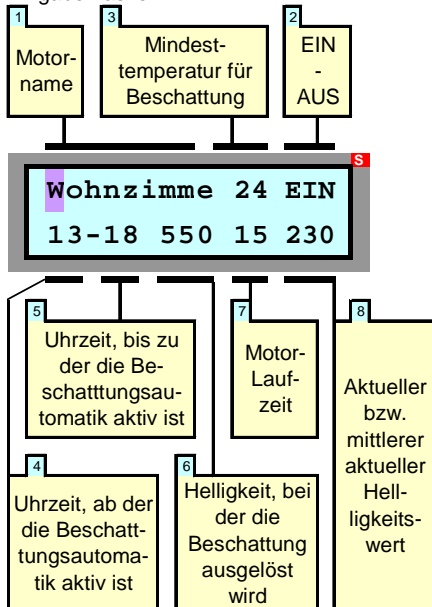 1
Motor-
name
3
Mindest-
temperatur für
Beschattung
2
EIN
-
AUS
S
Wohnzimme 24 EIN
13-18 550 15 230
5
Uhrzeit, bis zu
der die Be-
schatttungsau-
tomatik aktiv ist
7
Motor-
Lauf-
zeit
8
Aktueller
bzw.
mittlerer
aktueller
Hell-
ligkeits-
wert
4
Uhrzeit, ab der
die Beschatt-
tungsautoma-
tik aktiv ist
6
Helligkeit, bei
der die
Beschattung
ausgelöst
wird